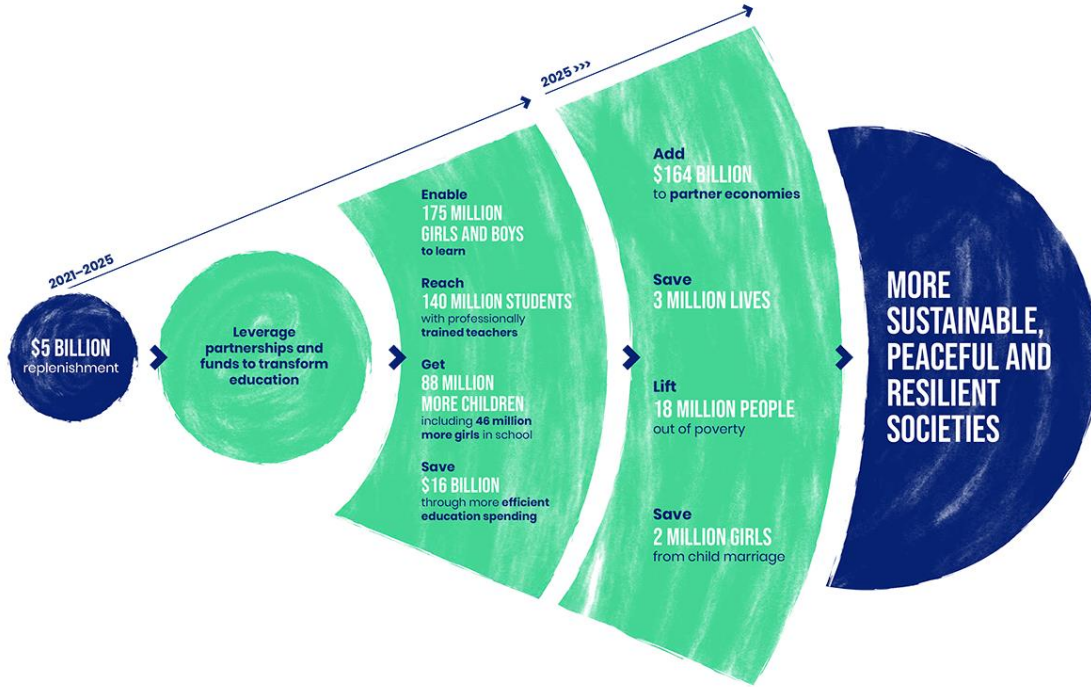 2021–2025
2025 >>>
$5 BILLION
replenishment
Leverage
partnerships and
funds to transform
education
Enable
175 MILLION
GIRLS AND BOYS
to learn
Reach
140 MILLION STUDENTS
with professionally
trained teachers
Get
88 MILLION
MORE CHILDREN
including 46 million
more girls in school
Save
$16 BILLION
through more efficient
education spending
Add
$164 BILLION
to partner economies
Save
3 MILLION LIVES
Lift
18 MILLION PEOPLE
out of poverty
Save
2 MILLION GIRLS
from child marriage
MORE
SUSTAINABLE,
PEACEFUL AND
RESILIENT
SOCIETIES